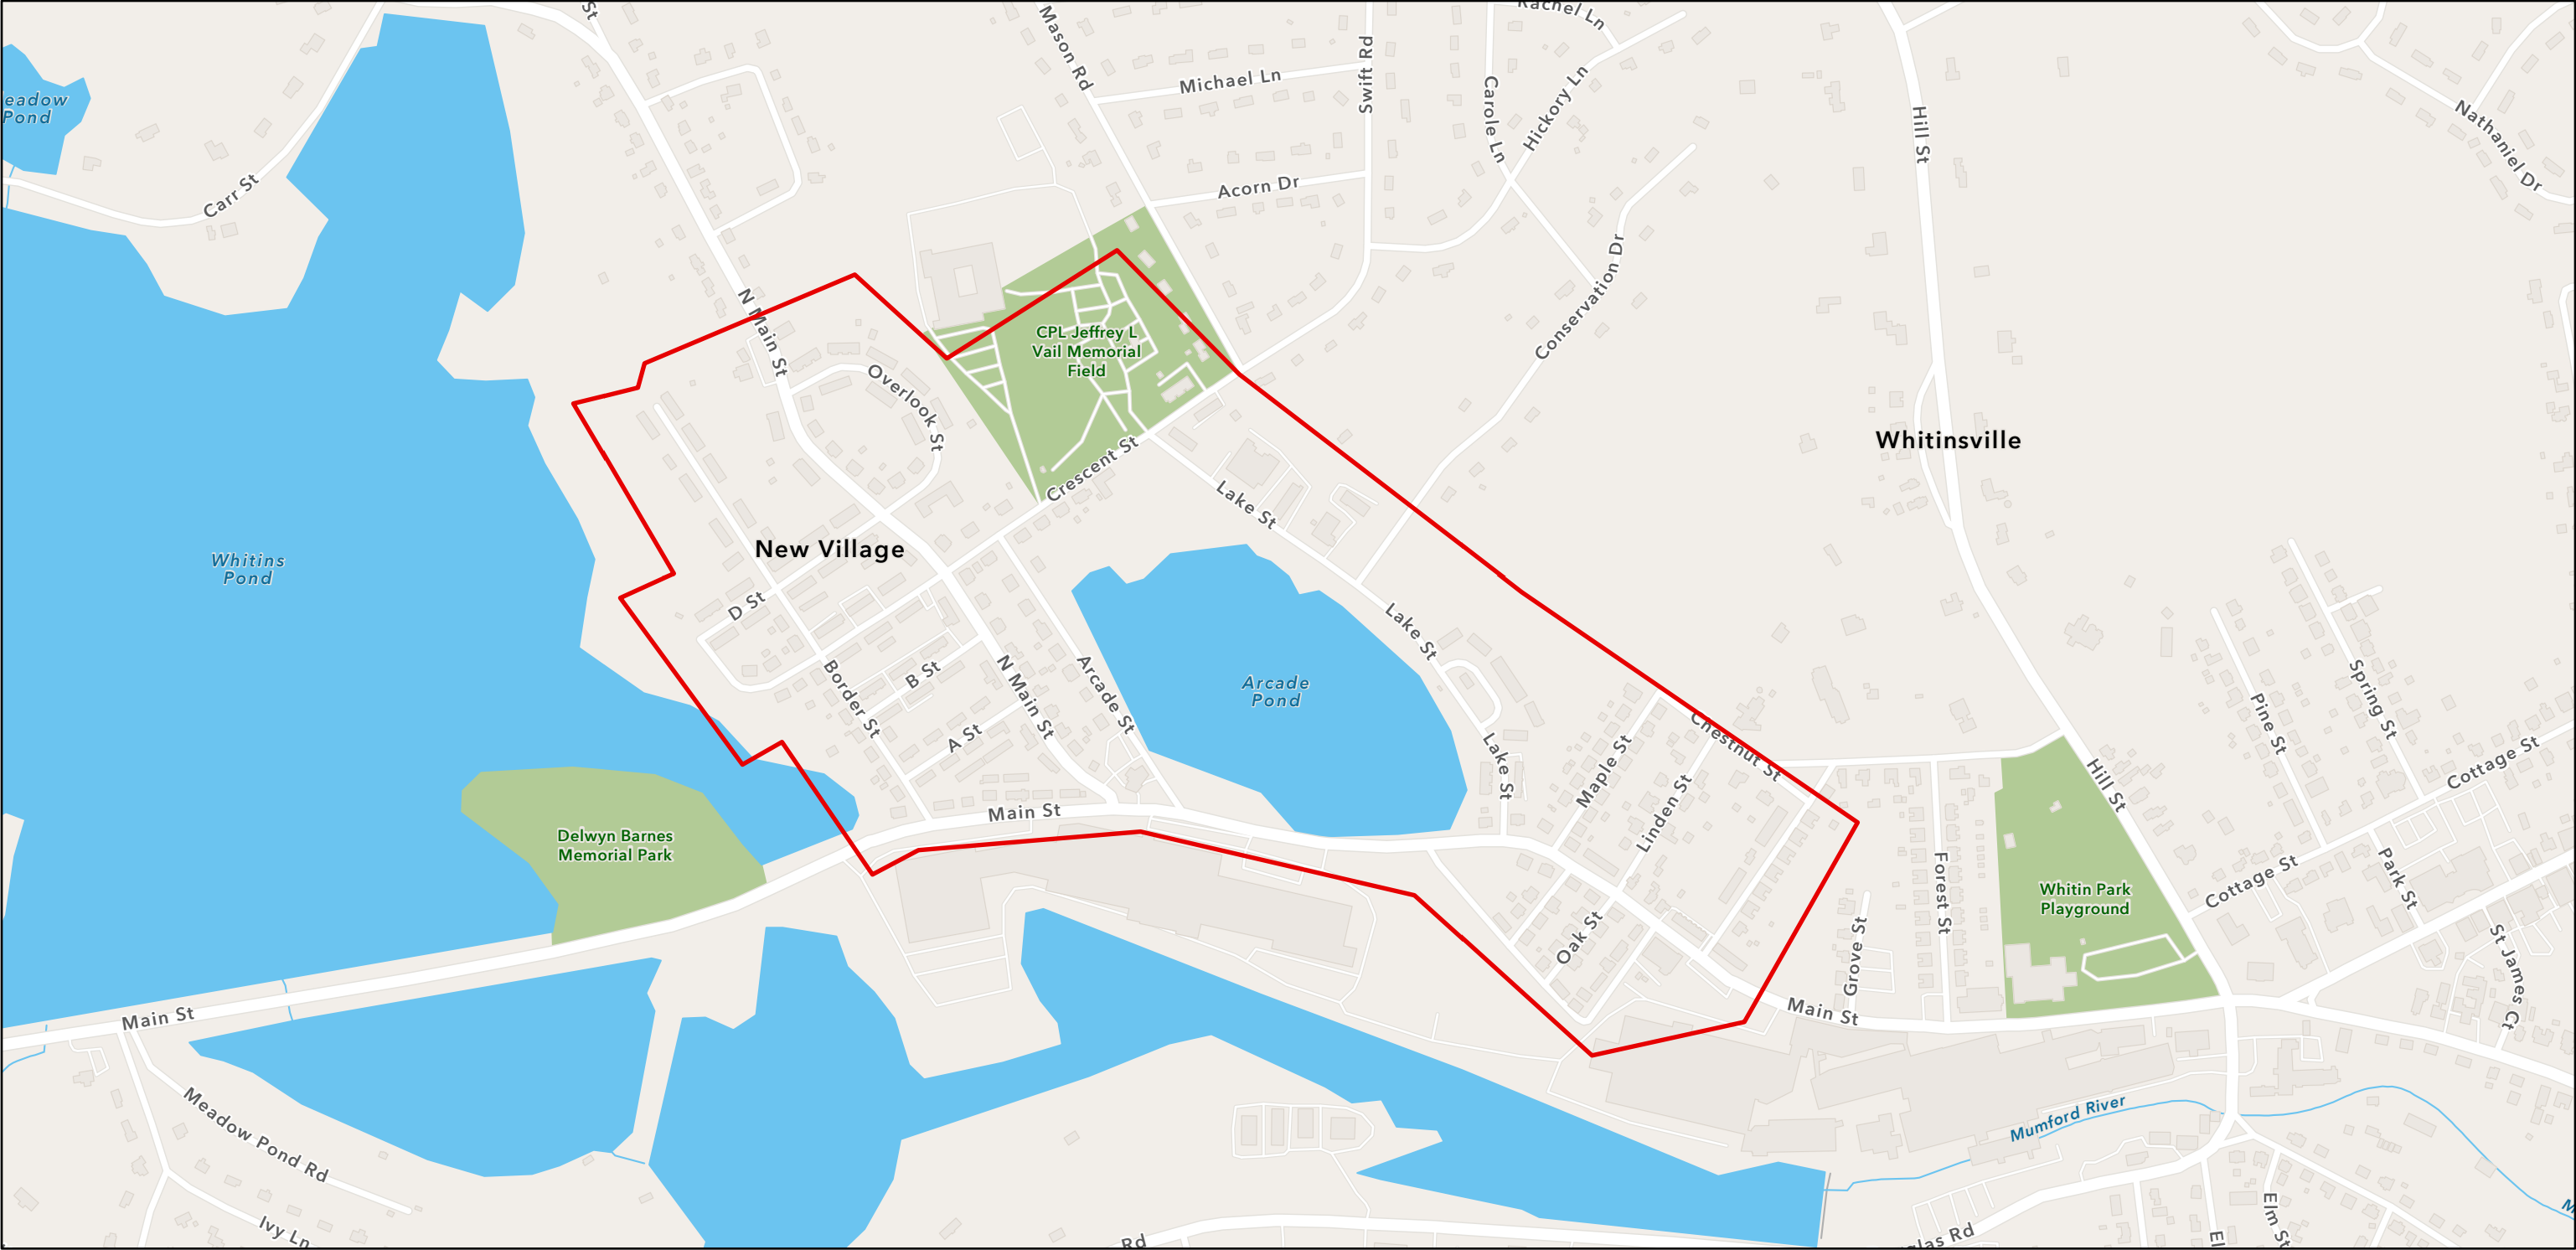 St
Mason Rd
Michael Ln
Swift Rd
Rachel Ln
Carole Ln
Hickory Ln
Hill St
Nathaniel Dr
eadow
Pond
Carr St
Acorn Dr
Conservation Dr
N Main St
Overlook St
CPL Jeffrey L
Vail Memorial
Field
Crescent St
Whitinsville
Lake St
New Village
Whitins
Pond
D St
Lake St
Arcade
Pond
Border St
B St
N Main St
Arcade St
A St
Main St
Lake St
Maple St
Linden St
Chestnut St
Hill St
Pine St
Spring St
Cottage St
Delwyn Barnes
Memorial Park
Oak St
Grove St
Forest St
Whitin Park
Playground
Cottage St
Park St
St James Ct
Main St
Main St
Meadow Pond Rd
Mumford River
Ivy Ln
Rd
glas Rd
El
Elm St
M